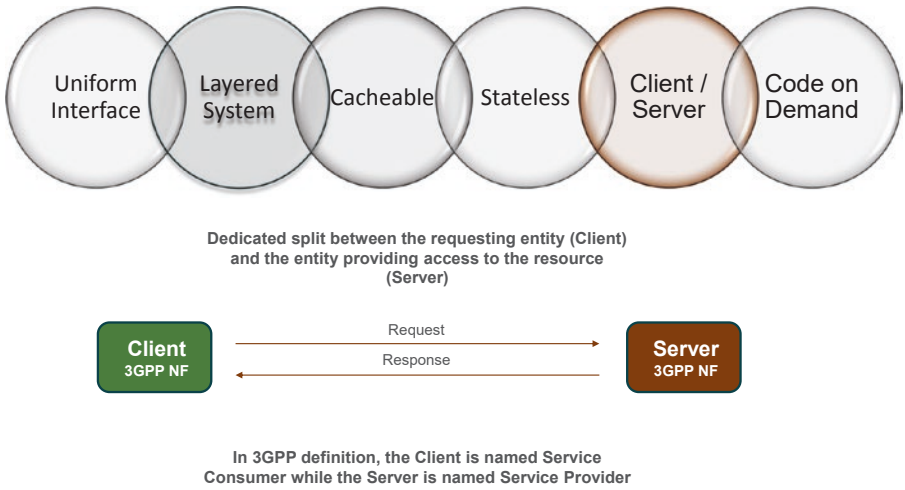 Uniform
Interface
Layered
System
Cacheable
Stateless
Client /
Server
Code on
Demand
Dedicated split between the requesting entity (Client)
and the entity providing access to the resource
(Server)
Client
3GPP NF
Request
Response
Server
3GPP NF
In 3GPP definition, the Client is named Service
Consumer while the Server is named Service Provider